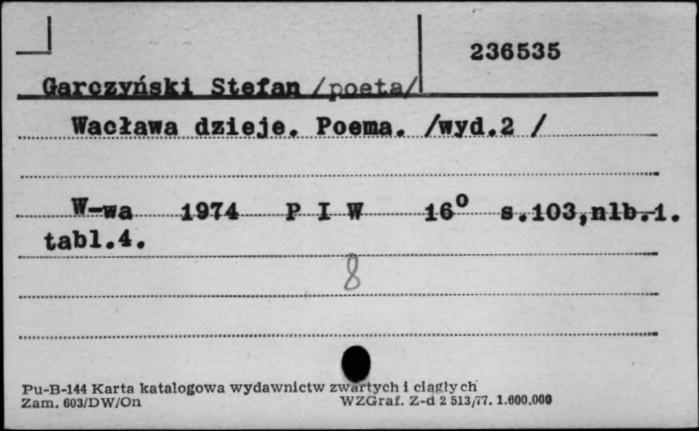 236535
Garczyński Stefan /poeta/
Wacława dzieje. Poema. /wyd.2 /
W-wa 1974 P I W 16⁰ s.103,nlb.1.
tabl.4.
8
Pu-B-144 Karta katalogowa wydawnictw zwartych i ciągłych
Zam. 603/DW/On WZGraf. Z-d 2 513/77. 1.600.000